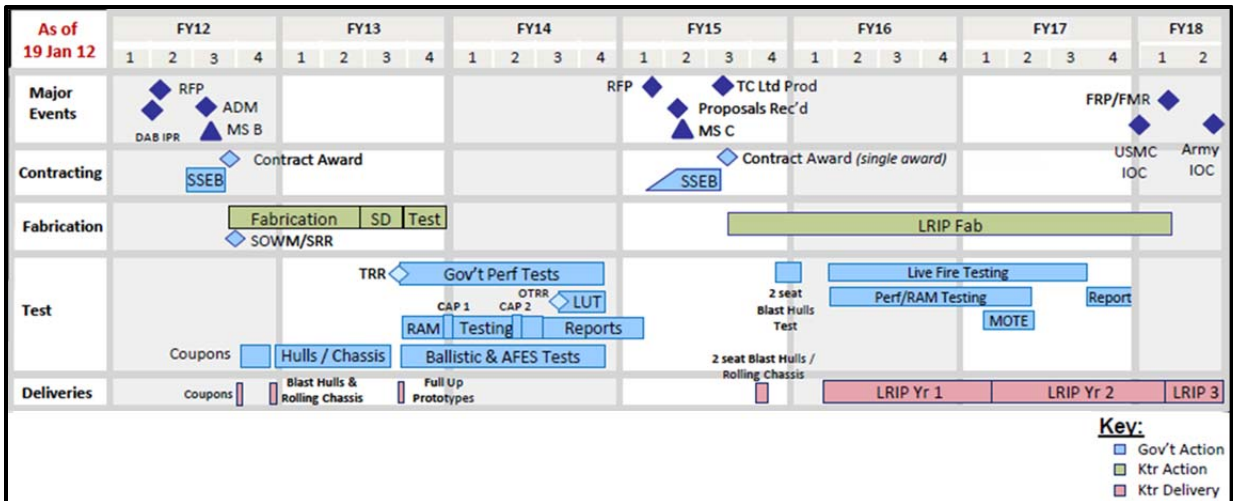 As of
19 Jan 12
FY12 FY13 FY14 FY15 FY16 FY17 FY18
1 2 3 4 1 2 3 4 1 2 3 4 1 2 3 4 1 2 3 4 1 2 3 4 1 2
Major
Events
RFP
ADM
DAB IPR
MS B
RFP
TC Ltd Prod
Proposals Rec'd
MS C
FRP/FMR
USMC
IOC
Army
IOC
Contracting
Contract Award
SSEB
Contract Award (single award)
SSEB
Fabrication
Fabrication SD Test
SOWM/SRR
LRIP Fab
Test
TRR
Gov't Perf Tests
OTRR
LUT
CAP 1
CAP 2
RAM Testing Reports
Coupons
Hulls / Chassis
Ballistic & AFES Tests
2 seat
Blast Hulls
Test
Live Fire Testing
Perf/RAM Testing
Report
MOTE
Deliveries
Coupons
Blast Hulls &
Rolling Chassis
Full Up
Prototypes
2 seat Blast Hulls /
Rolling Chassis
LRIP Yr 1
LRIP Yr 2
LRIP 3
Key:
Gov't Action
Ktr Action
Ktr Delivery